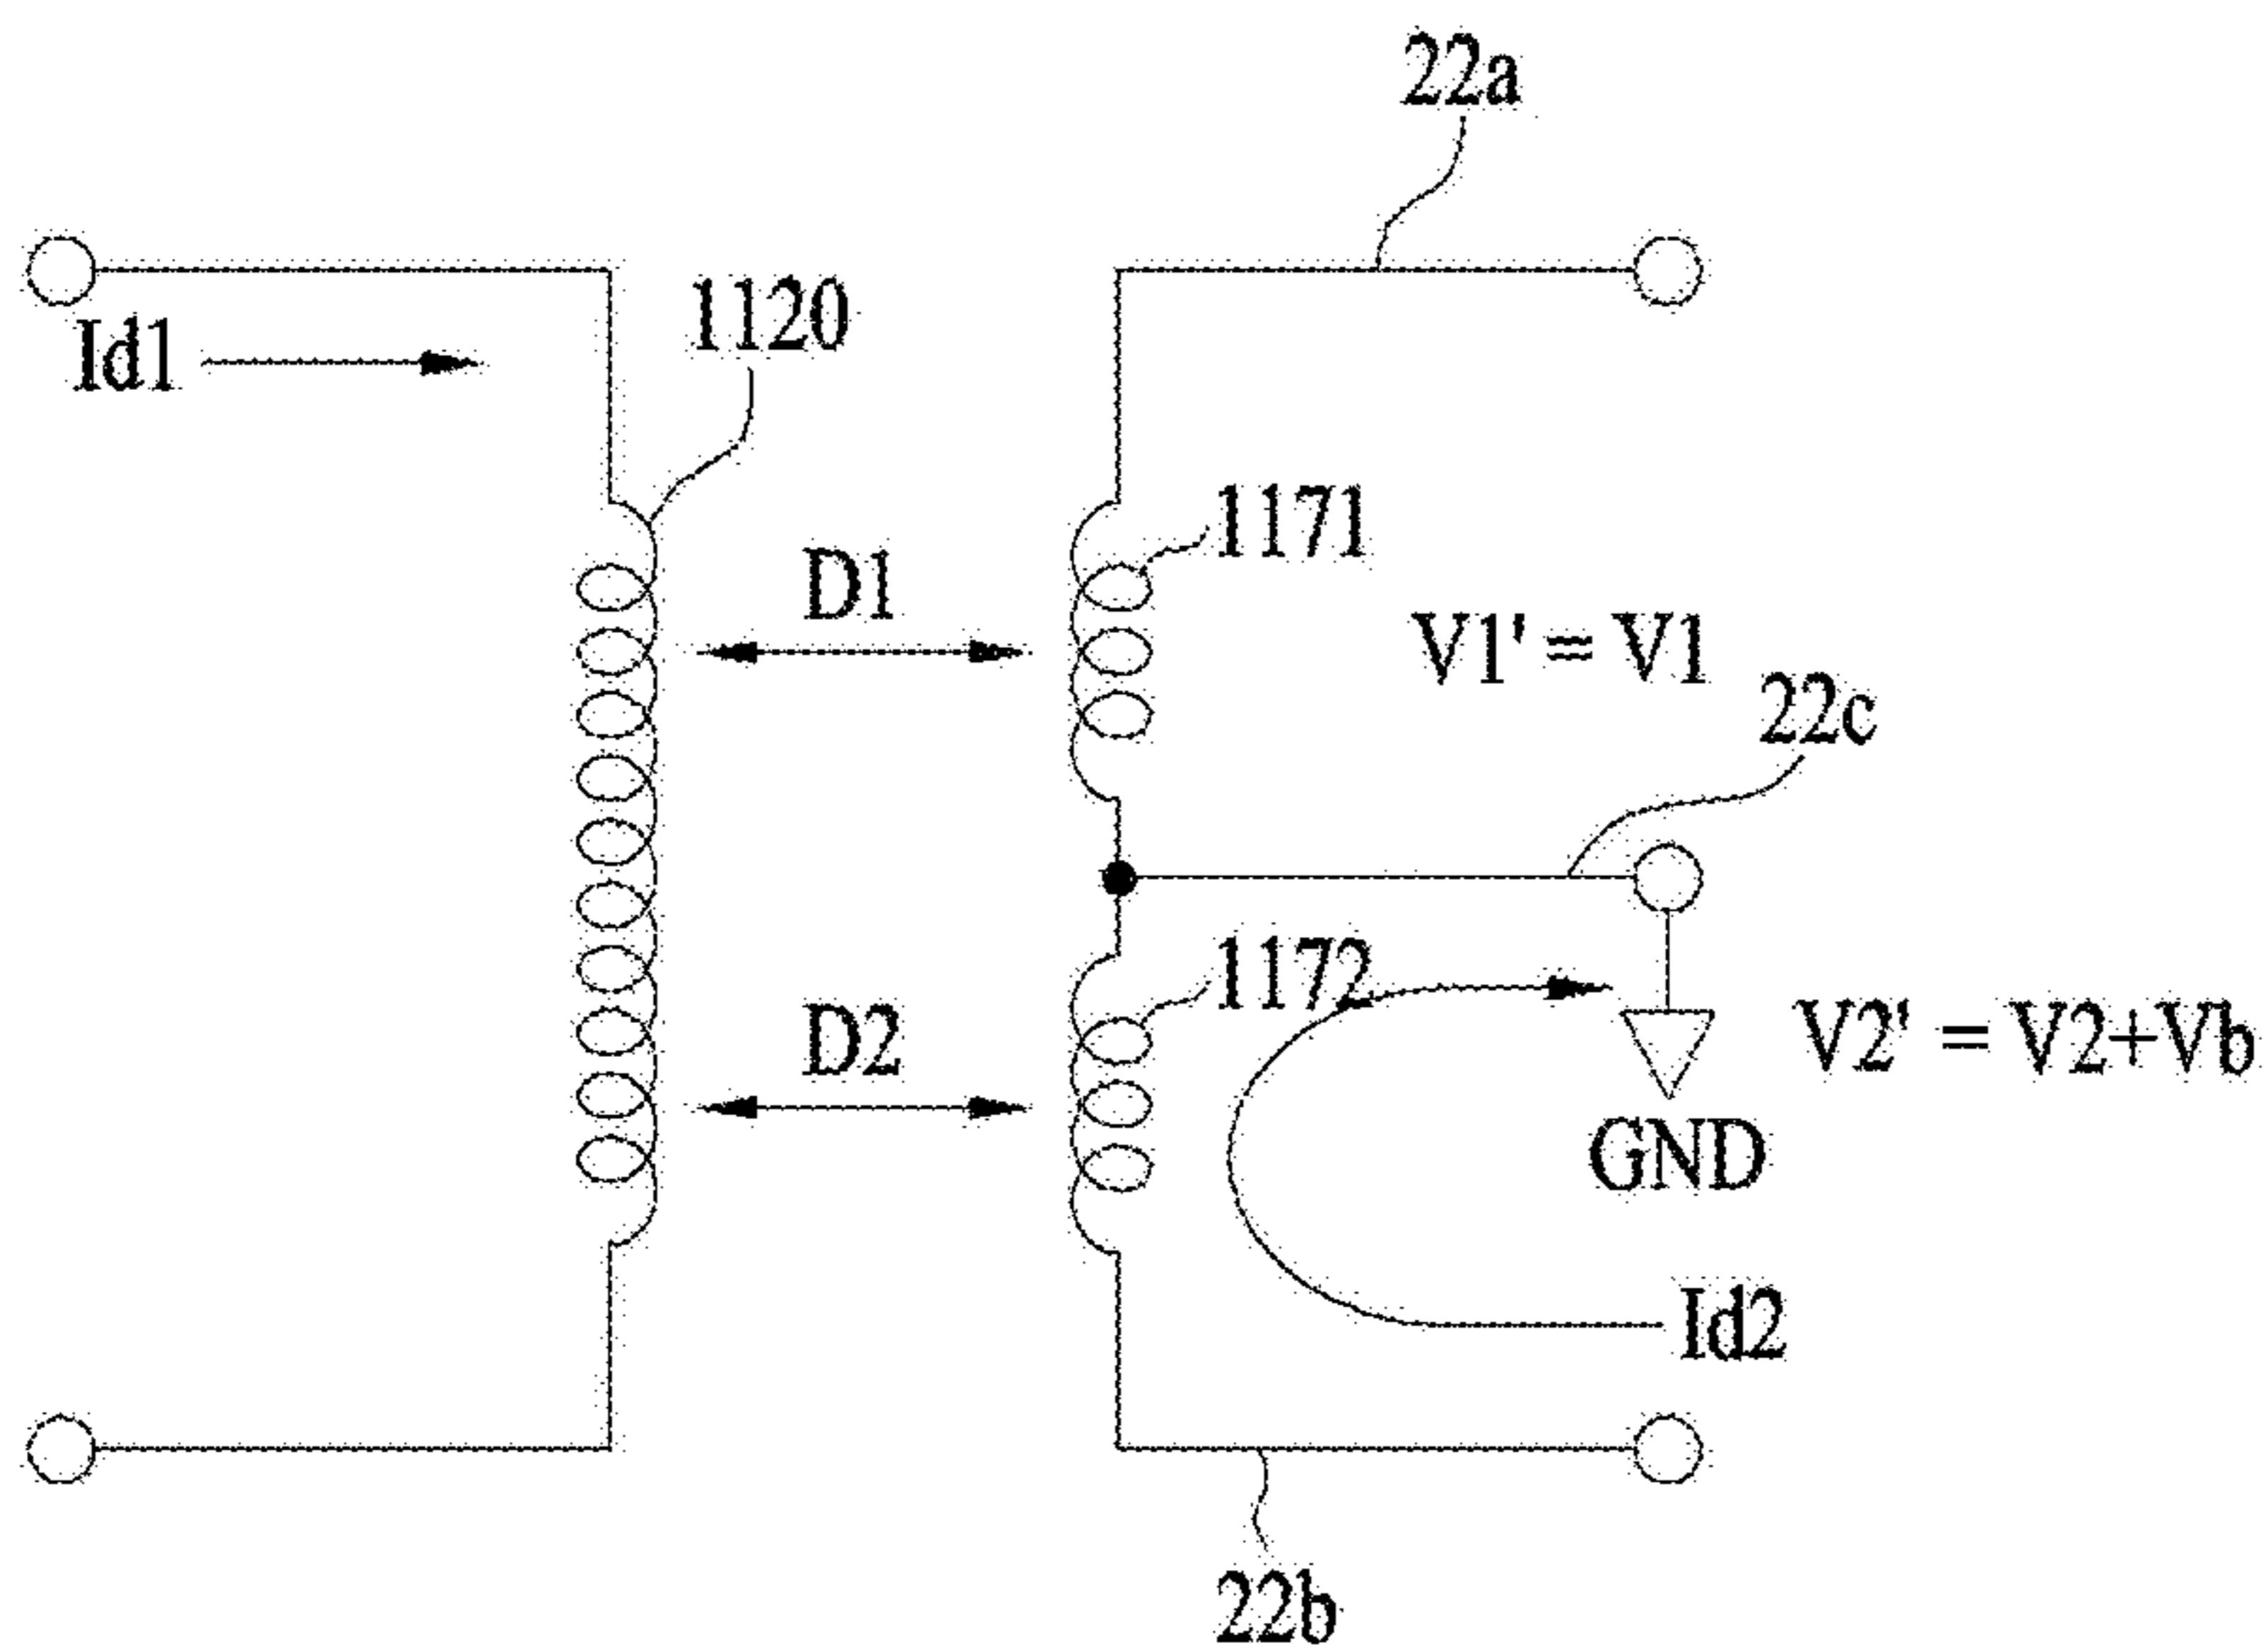 22a
Id1
1120
1171
D1
V1' = V1
22c
1172
D2
V2' = V2+Vb
GND
Id2
22b